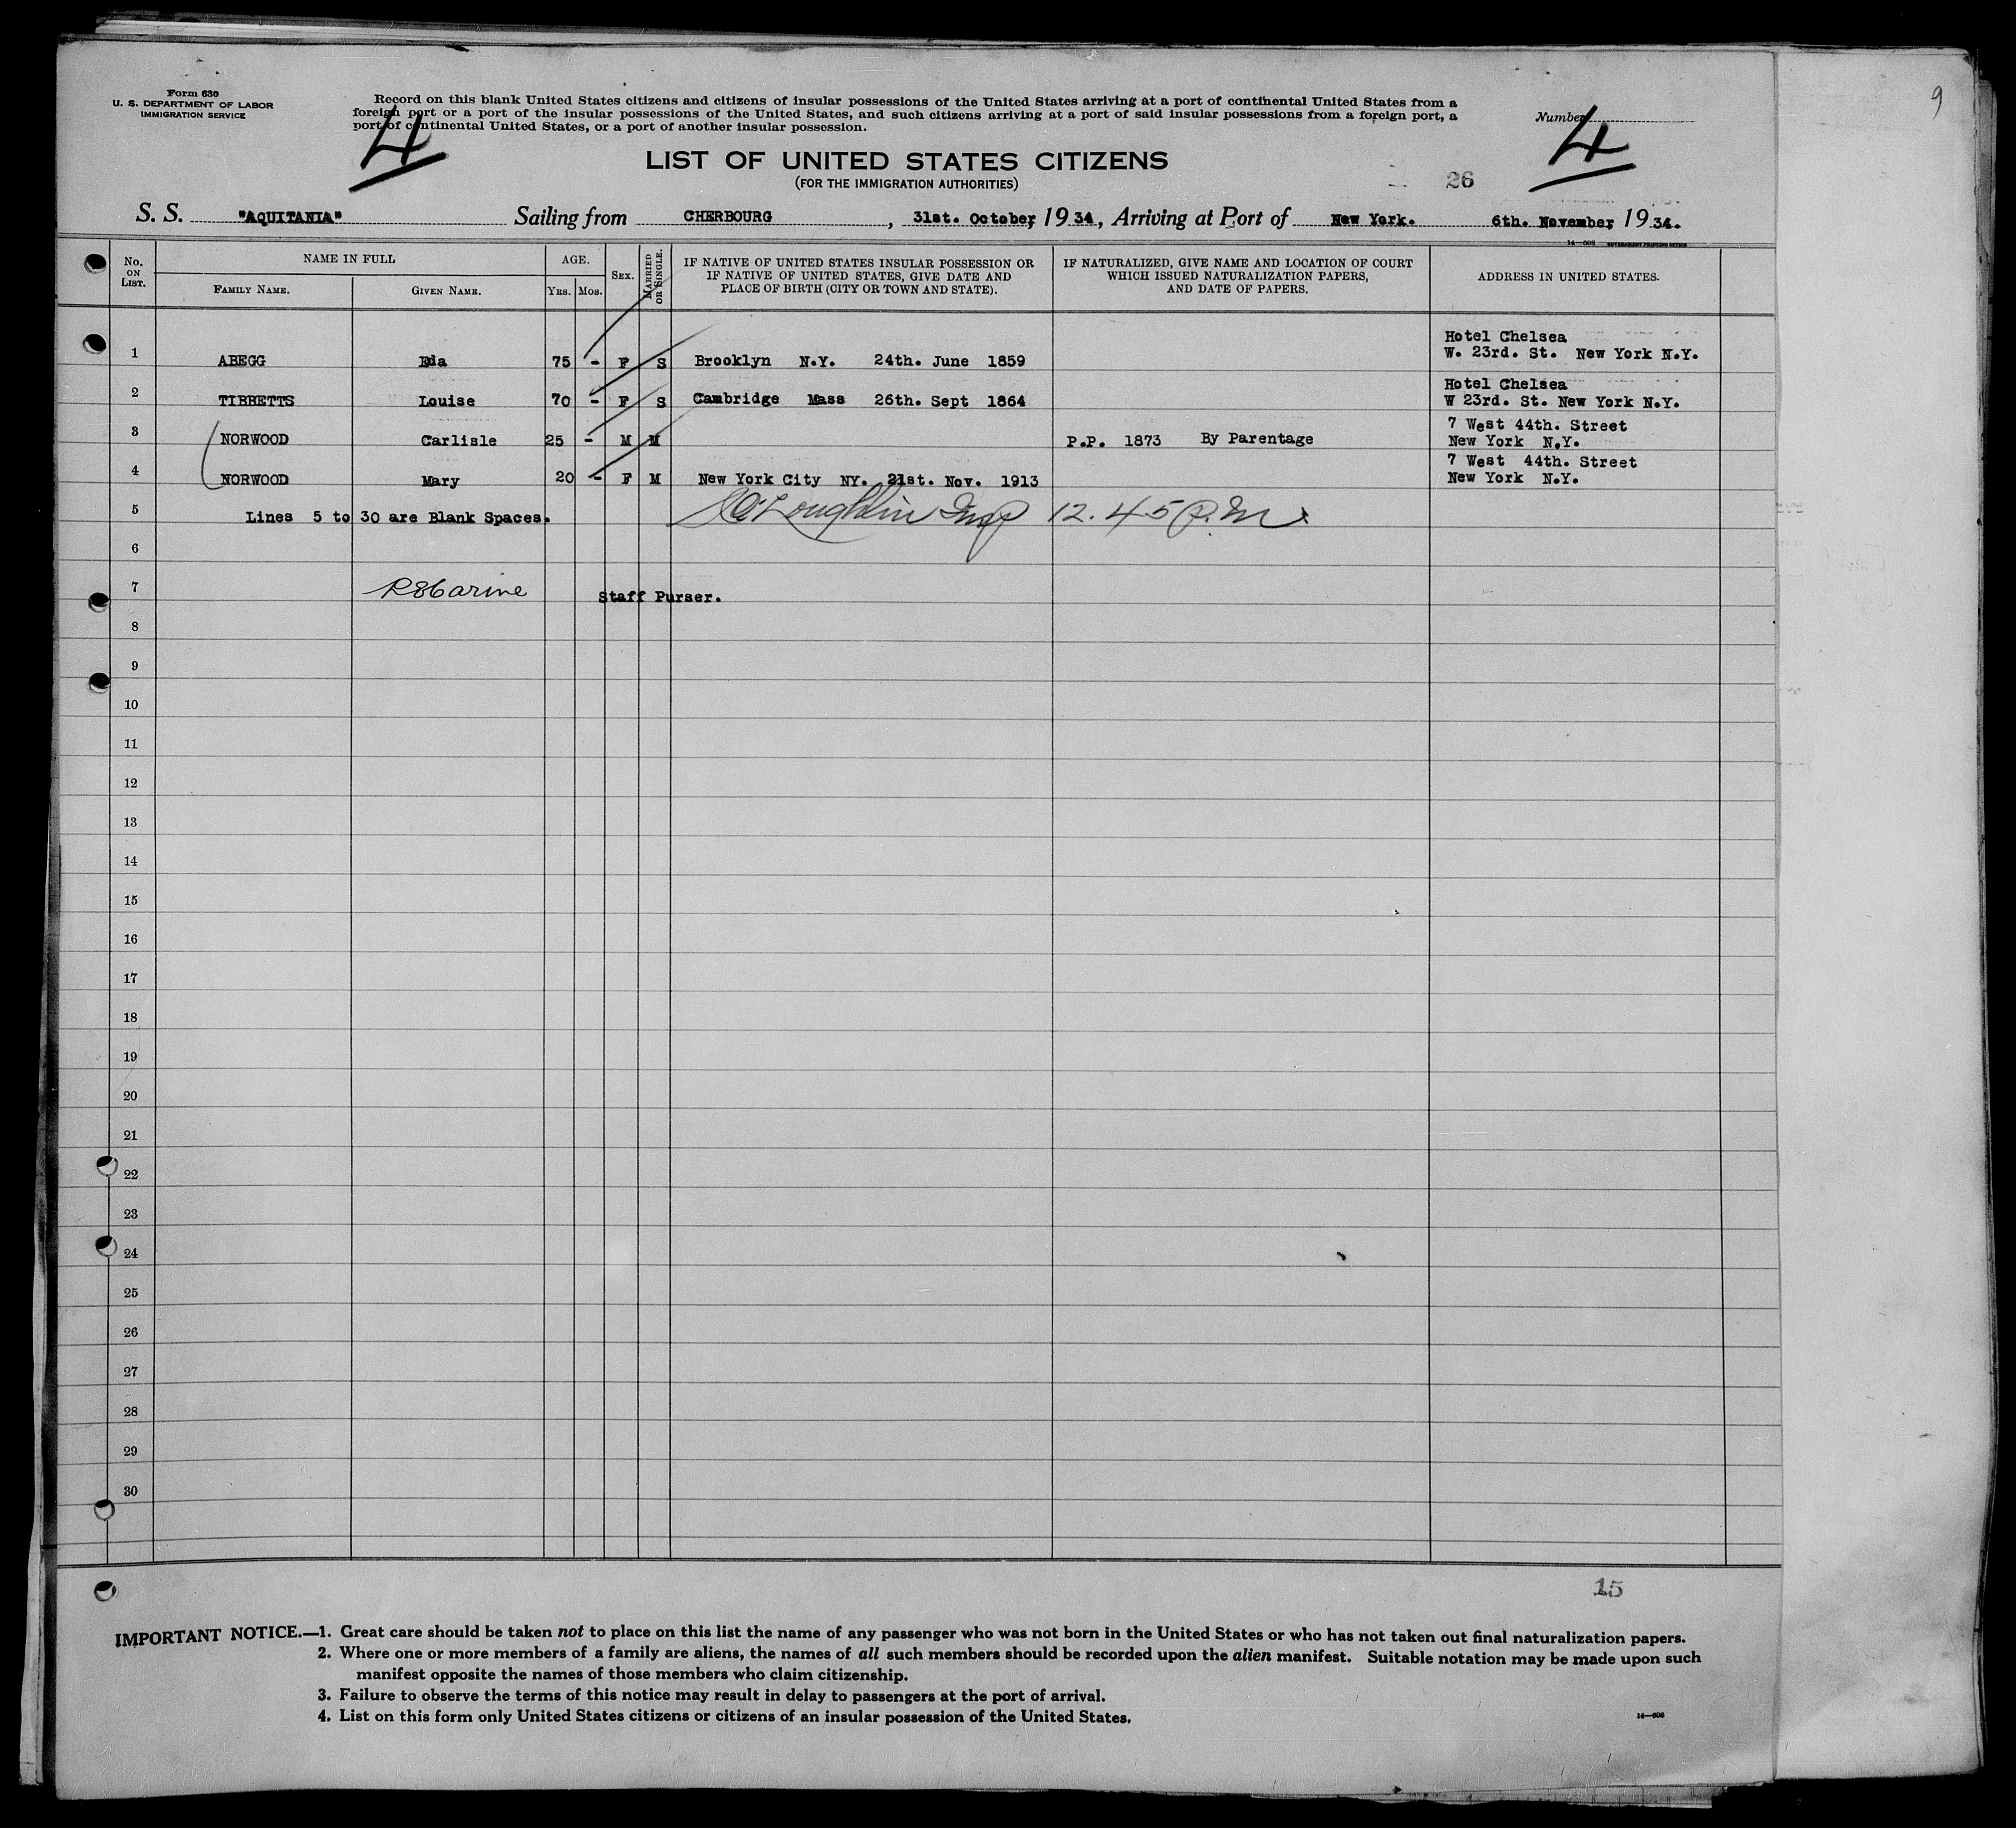 Form 630
U. S. DEPARTMENT OF LABOR
IMMIGRATION SERVICE
Record on this blank United States citizens and citizens of insular possessions of the United States arriving at a port of continental United States from a
foreign port or a port of the insular possessions of the United States, and such citizens arriving at a port of said insular possessions from a foreign port, a
port of continental United States, or a port of another insular possession.
9
Number
4
4
LIST OF UNITED STATES CITIZENS
(FOR THE IMMIGRATION AUTHORITIES)
26
S. S. "AQUITANIA" Sailing from CHERBOURG, 31st. October, 1934, Arriving at Port of New York. 6th. November, 1934.
14—608 GOVERNMENT PRINTING OFFICE
No. ON LIST. NAME IN FULL AGE. SEX. MARRIED OR SINGLE. IF NATIVE OF UNITED STATES INSULAR POSSESSION OR IF NATIVE OF UNITED STATES, GIVE DATE AND PLACE OF BIRTH (CITY OR TOWN AND STATE). IF NATURALIZED, GIVE NAME AND LOCATION OF COURT WHICH ISSUED NATURALIZATION PAPERS, AND DATE OF PAPERS. ADDRESS IN UNITED STATES.
FAMILY NAME. GIVEN NAME. YRS. MOS.
Hotel Chelsea
1 ABEGG Eda 75 - F S Brooklyn N.Y. 24th. June 1859 W. 23rd. St. New York N.Y.
Hotel Chelsea
2 TIBBETTS Louise 70 - F S Cambridge Mass 26th. Sept 1864 W 23rd. St. New York N.Y.
7 West 44th. Street
3 NORWOOD Carlisle 25 - M M P.P. 1873 By Parentage New York N.Y.
7 West 44th. Street
4 NORWOOD Mary 20 - F M New York City NY. 21st. Nov. 1913 New York N.Y.
5 Lines 5 to 30 are Blank Spaces. O'Loughlin Insp 12.45 P.M.
6
7 Staff Purser.
8
9
10
11
12
13
14
15
16
17
18
19
20
21
22
23
24
25
26
27
28
29
30
15
IMPORTANT NOTICE.—1. Great care should be taken not to place on this list the name of any passenger who was not born in the United States or who has not taken out final naturalization papers.
2. Where one or more members of a family are aliens, the names of all such members should be recorded upon the alien manifest. Suitable notation may be made upon such
manifest opposite the names of those members who claim citizenship.
3. Failure to observe the terms of this notice may result in delay to passengers at the port of arrival.
4. List on this form only United States citizens or citizens of an insular possession of the United States.
14—608